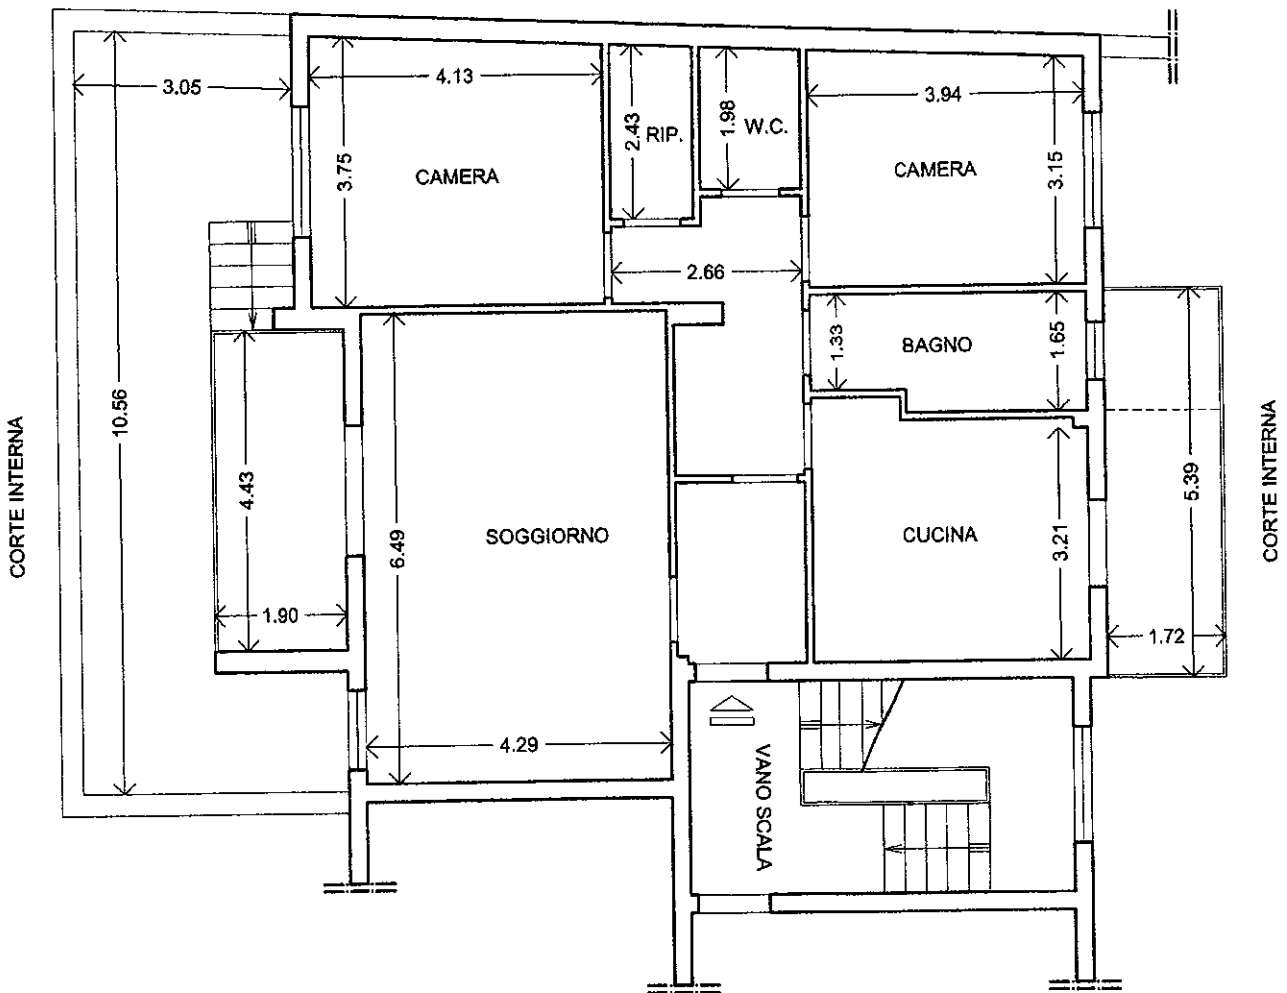 3.05
4.13
2.43
RIP.
1.98
W.C.
3.94
3.75
CAMERA
CAMERA
3.15
2.66
1.33
BAGNO
1.65
CORTE INTERNA
10.56
4.43
6.49
SOGGIORNO
CUCINA
3.21
5.39
CORTE INTERNA
1.90
1.72
4.29
VANO SCALA